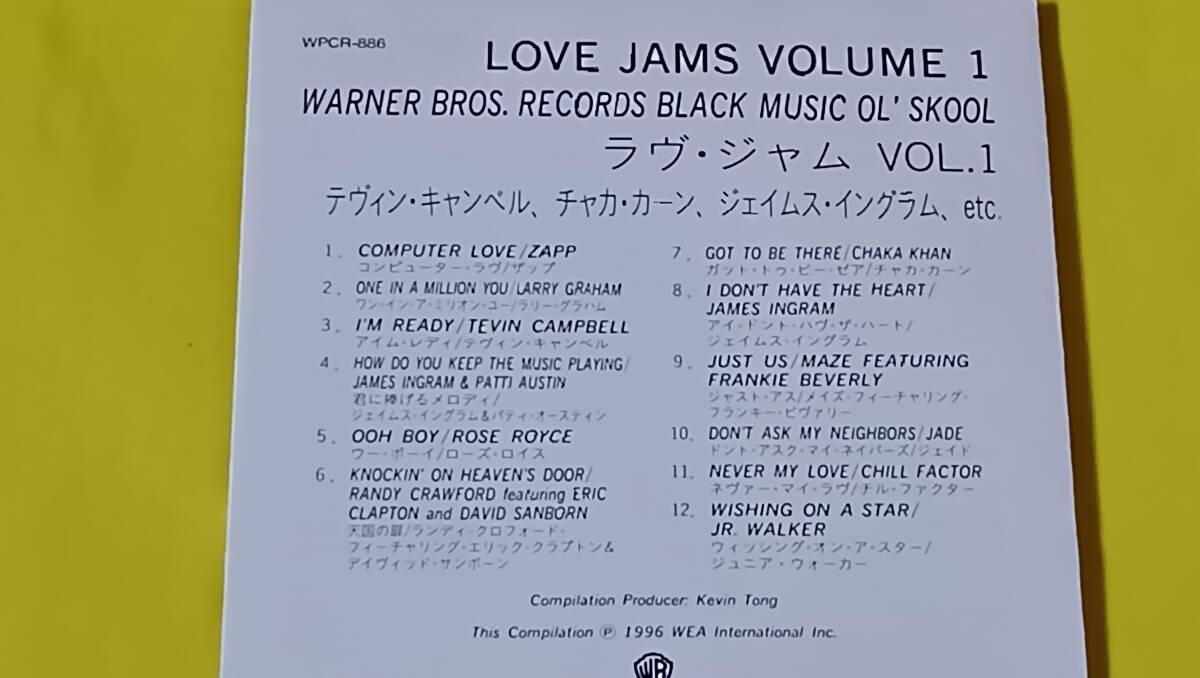 WPCR-886
LOVE JAMS VOLUME 1
WARNER BROS. RECORDS BLACK MUSIC OL' SKOOL
ラヴ・ジャム VOL.1
テヴィン・キャンベル、チャカ・カーン、ジェイムス・イングラム、etc.
1. COMPUTER LOVE/ZAPP
コンピューター・ラヴ/ザップ
2. ONE IN A MILLION YOU/LARRY GRAHAM
ワン・イン・ア・ミリオン・ユー/ラリー・グラハム
3. I'M READY/TEVIN CAMPBELL
アイム・レディ/テヴィン・キャンベル
4. HOW DO YOU KEEP THE MUSIC PLAYING/
JAMES INGRAM & PATTI AUSTIN
君に捧げるメロディ/
ジェイムス・イングラム&パティ・オースティン
5. OOH BOY/ROSE ROYCE
ウー・ボーイ/ローズ・ロイス
6. KNOCKIN' ON HEAVEN'S DOOR/
RANDY CRAWFORD featuring ERIC
CLAPTON and DAVID SANBORN
天国の扉/ランディ・クロフォード・
フィーチャリング・エリック・クラプトン&
デイヴィッド・サンボーン
7. GOT TO BE THERE/CHAKA KHAN
ガット・トゥ・ビー・ゼア/チャカ・カーン
8. I DON'T HAVE THE HEART/
JAMES INGRAM
アイ・ドント・ハヴ・ザ・ハート/
ジェイムス・イングラム
9. JUST US/MAZE FEATURING
FRANKIE BEVERLY
ジャスト・アス/メイズ・フィーチャリング・
フランキー・ビヴァリー
10. DON'T ASK MY NEIGHBORS/JADE
ドント・アスク・マイ・ネイバーズ/ジェイド
11. NEVER MY LOVE/CHILL FACTOR
ネヴァー・マイ・ラヴ/チル・ファクター
12. WISHING ON A STAR/
JR. WALKER
ウィッシング・オン・ア・スター/
ジュニア・ウォーカー
Compilation Producer: Kevin Tong
This Compilation ℗ 1996 WEA International Inc.
WB